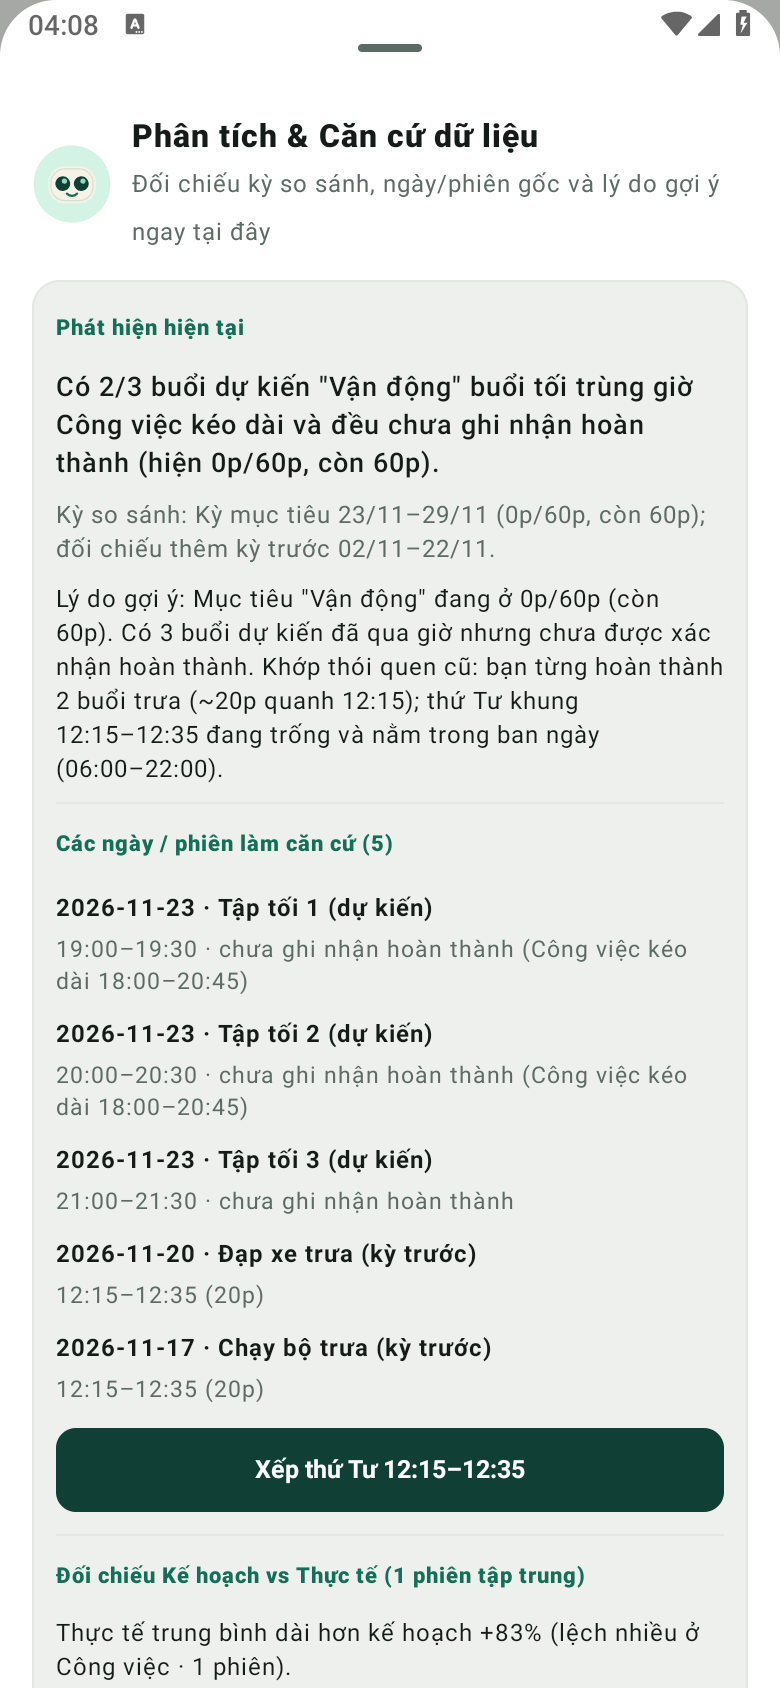 04:08
A
Phân tích & Căn cứ dữ liệu
Đối chiếu kỳ so sánh, ngày/phiên gốc và lý do gợi ý
ngay tại đây
Phát hiện hiện tại
Có 2/3 buổi dự kiến "Vận động" buổi tối trùng giờ
Công việc kéo dài và đều chưa ghi nhận hoàn
thành (hiện 0p/60p, còn 60p).
Kỳ so sánh: Kỳ mục tiêu 23/11–29/11 (0p/60p, còn 60p);
đối chiếu thêm kỳ trước 02/11–22/11.
Lý do gợi ý: Mục tiêu "Vận động" đang ở 0p/60p (còn
60p). Có 3 buổi dự kiến đã qua giờ nhưng chưa được xác
nhận hoàn thành. Khớp thói quen cũ: bạn từng hoàn thành
2 buổi trưa (~20p quanh 12:15); thứ Tư khung
12:15–12:35 đang trống và nằm trong ban ngày
(06:00–22:00).
Các ngày / phiên làm căn cứ (5)
2026-11-23 · Tập tối 1 (dự kiến)
19:00–19:30 · chưa ghi nhận hoàn thành (Công việc kéo
dài 18:00–20:45)
2026-11-23 · Tập tối 2 (dự kiến)
20:00–20:30 · chưa ghi nhận hoàn thành (Công việc kéo
dài 18:00–20:45)
2026-11-23 · Tập tối 3 (dự kiến)
21:00–21:30 · chưa ghi nhận hoàn thành
2026-11-20 · Đạp xe trưa (kỳ trước)
12:15–12:35 (20p)
2026-11-17 · Chạy bộ trưa (kỳ trước)
12:15–12:35 (20p)
Xếp thứ Tư 12:15–12:35
Đối chiếu Kế hoạch vs Thực tế (1 phiên tập trung)
Thực tế trung bình dài hơn kế hoạch +83% (lệch nhiều ở
Công việc · 1 phiên).